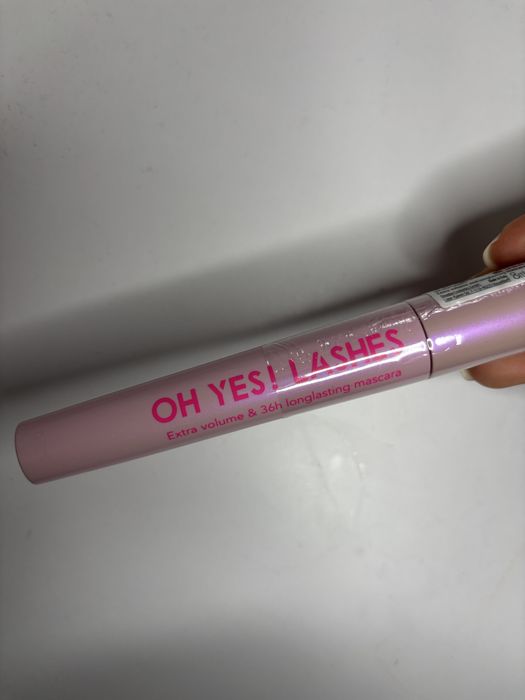 OH YES! LASHES
Extra volume & 36h longlasting mascara